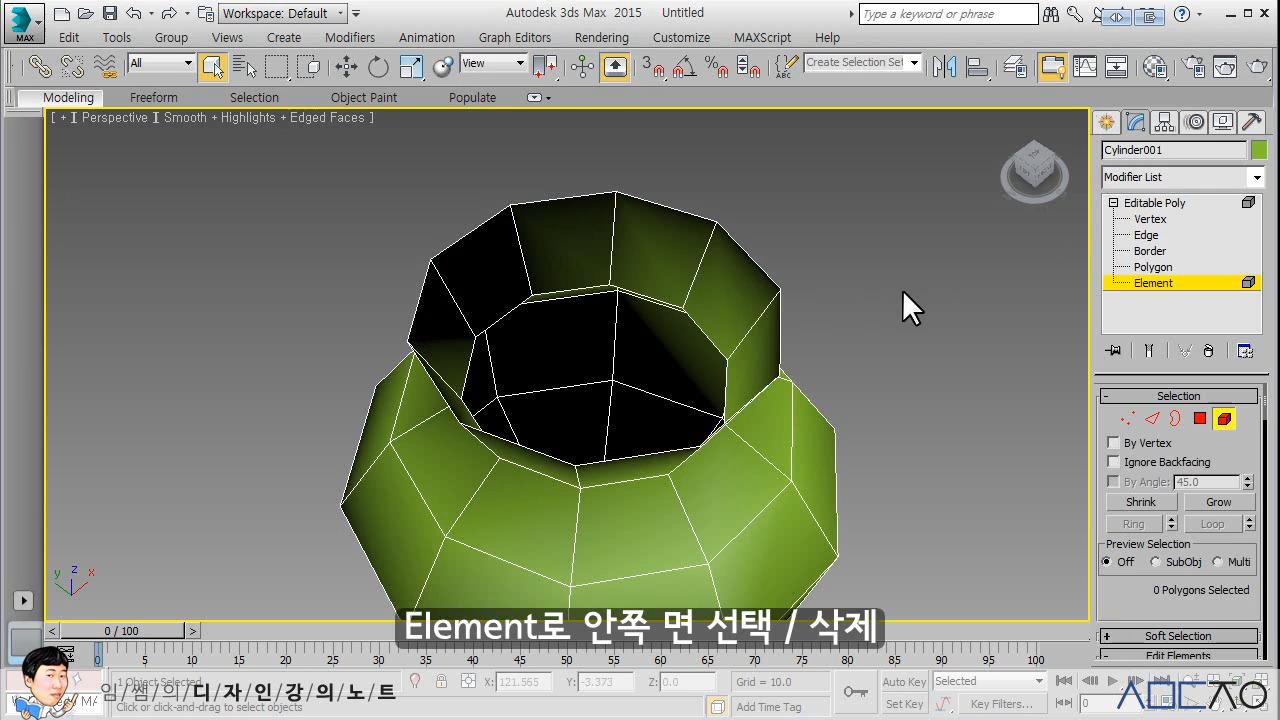 Workspace: Default
Autodesk 3ds Max 2015 Untitled
Type a keyword or phrase
MAX
Edit Tools Group Views Create Modifiers Animation Graph Editors Rendering Customize MAXScript Help
All
View
3
Create Selection Set
Modeling Freeform Selection Object Paint Populate
[ + ] Perspective ] Smooth + Highlights + Edged Faces ]
Cylinder001
Modifier List
Editable Poly
Vertex
Edge
Border
Polygon
Element
Selection
By Vertex
Ignore Backfacing
By Angle: 45.0
Shrink Grow
Ring Loop
Preview Selection
Off SubObj Multi
0 Polygons Selected
Soft Selection
Edit Elements
z
y x
Element로 안쪽 면 선택 / 삭제
0 / 100
0 5 10 15 20 25 30 35 40 45 50 55 60 65 70 75 80 85 90 95 100
1 Object Selected
X: 121.565 Y: -3.373 Z: 0.0
Grid = 10.0
Auto Key Selected
임/쌤/의/디/자/인/강/의/노/트
Click or click-and-drag to select objects
Add Time Tag
Set Key Key Filters... 0